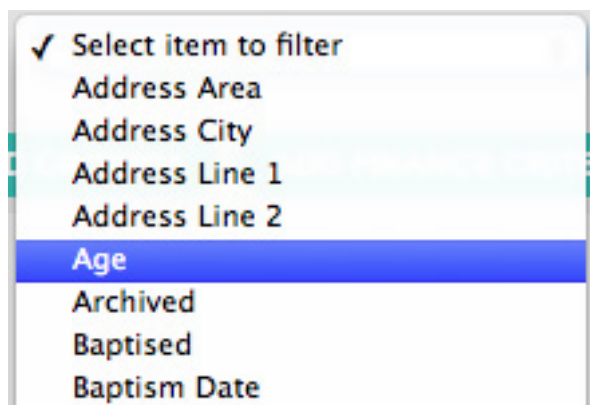 ✓ Select item to filter
Address Area
Address City
Address Line 1
Address Line 2
Age
Archived
Baptised
Baptism Date